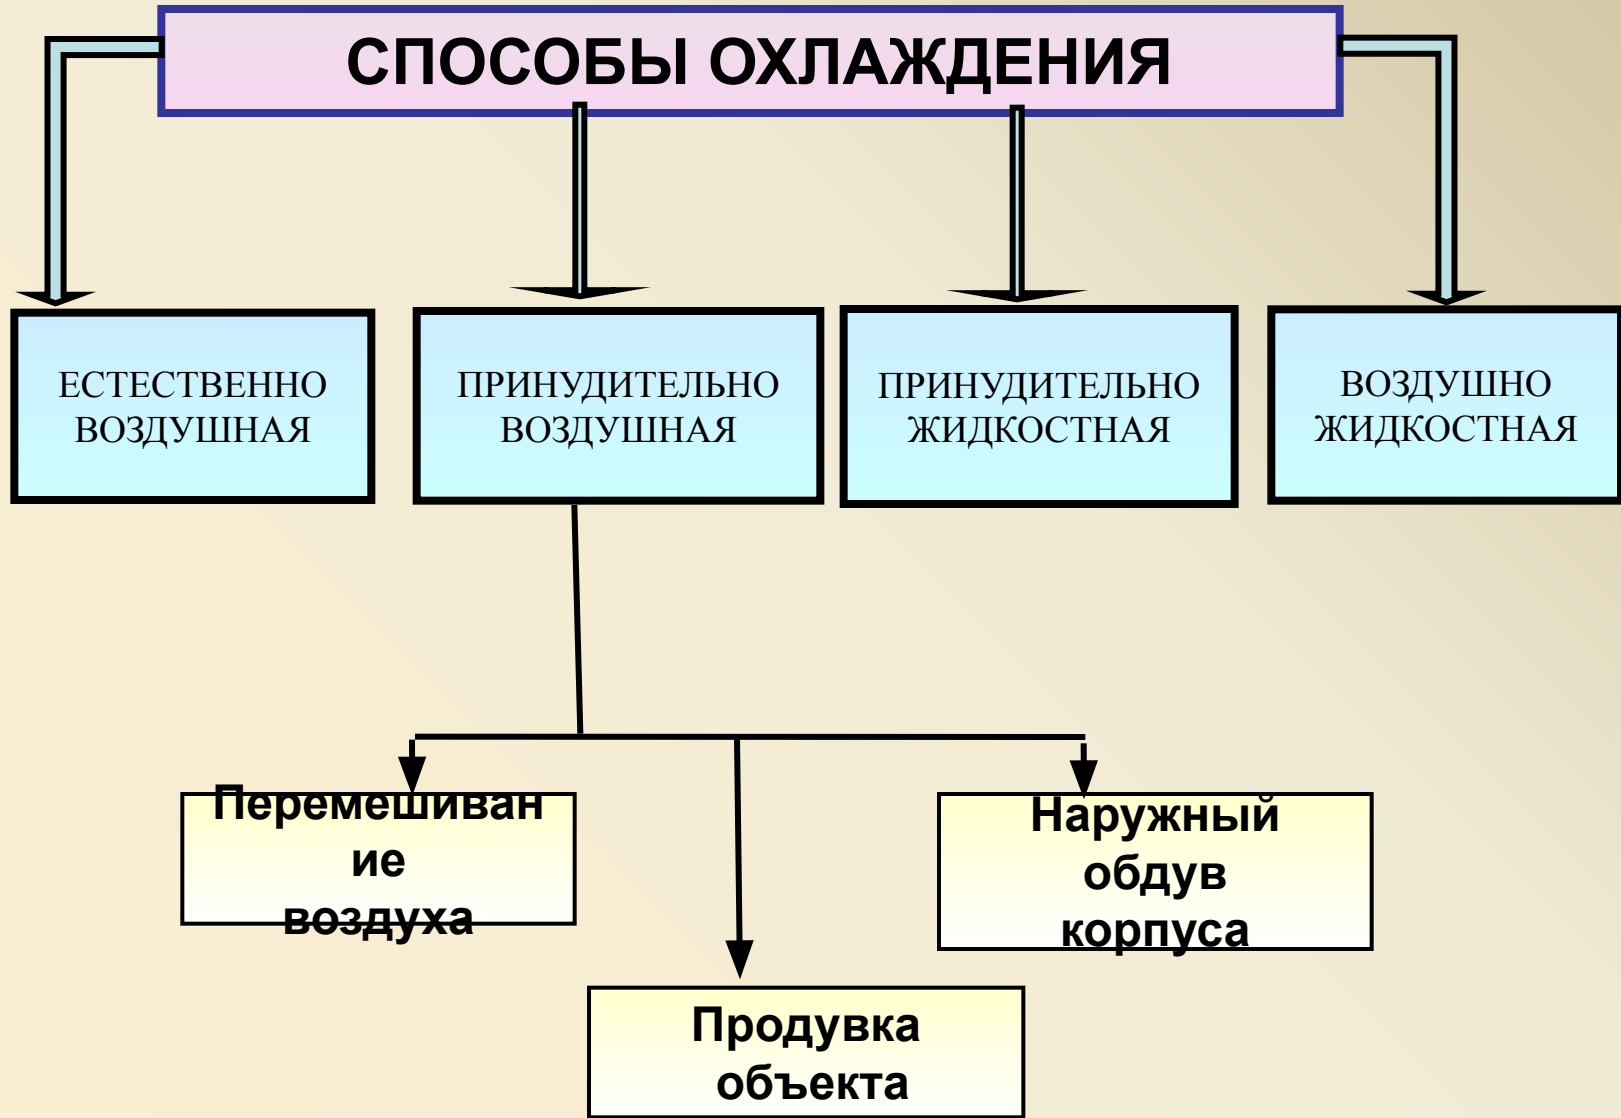 СПОСОБЫ ОХЛАЖДЕНИЯ
ЕСТЕСТВЕННО
ВОЗДУШНАЯ
ПРИНУДИТЕЛЬНО
ВОЗДУШНАЯ
ПРИНУДИТЕЛЬНО
ЖИДКОСТНАЯ
ВОЗДУШНО
ЖИДКОСТНАЯ
Перемешиван
ие
воздуха
Наружный
обдув
корпуса
Продувка
объекта